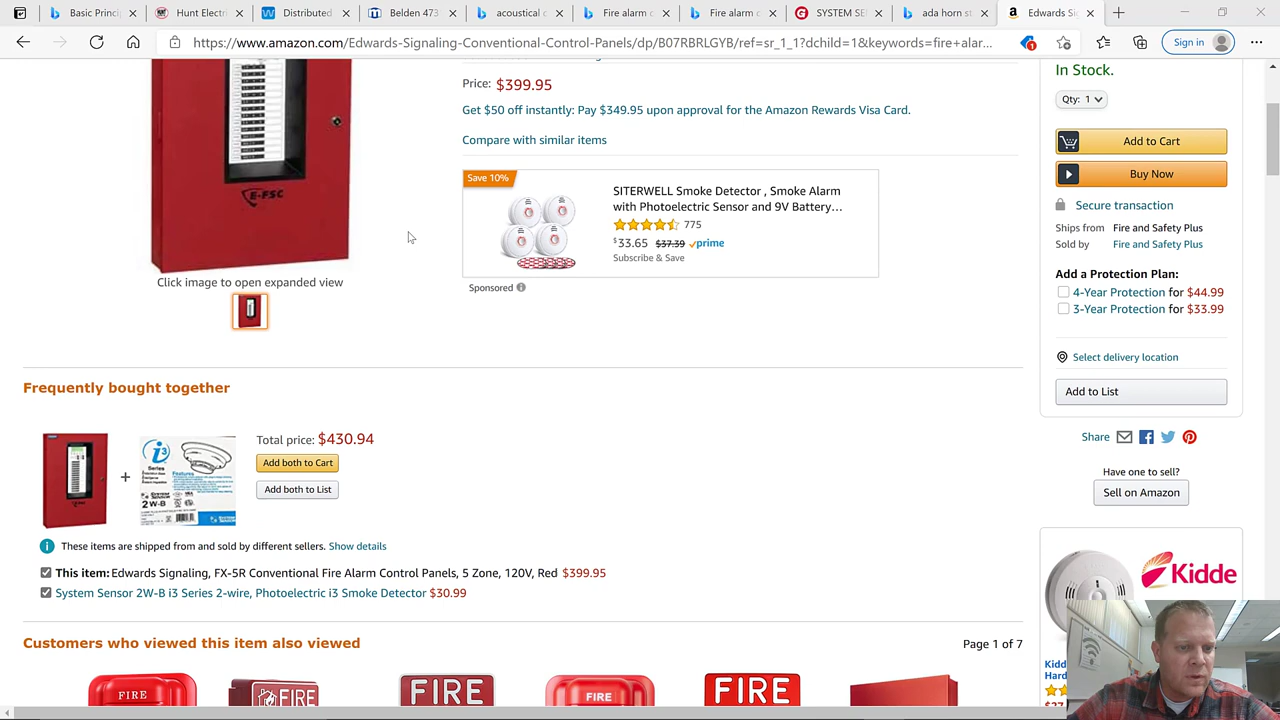 Basic Princi
Hunt Electri
Distributed
Belden 473
acoustical c
Fire alarm c
Fire alarm c
SYSTEM SE
ada horn
Edwards Sig
https://www.amazon.com/Edwards-Signaling-Conventional-Control-Panels/dp/B07RBRLGYB/ref=sr_1_1?dchild=1&keywords=fire+alar...
1
Sign in
Price: $399.95
Get $50 off instantly: Pay $349.95 upon approval for the Amazon Rewards Visa Card.
Compare with similar items
Save 10%
SITERWELL Smoke Detector , Smoke Alarm
with Photoelectric Sensor and 9V Battery...
775
$33.65 $37.39 prime
Subscribe & Save
Sponsored
E-FSC
Click image to open expanded view
In Stock.
Qty: 1
Add to Cart
Buy Now
Secure transaction
Ships from Fire and Safety Plus
Sold by Fire and Safety Plus
Add a Protection Plan:
4-Year Protection for $44.99
3-Year Protection for $33.99
Select delivery location
Add to List
Share
Have one to sell?
Sell on Amazon
Frequently bought together
Total price: $430.94
Add both to Cart
Add both to List
i3
Series
Features
2W-B
These items are shipped from and sold by different sellers. Show details
This item: Edwards Signaling, FX-5R Conventional Fire Alarm Control Panels, 5 Zone, 120V, Red $399.95
System Sensor 2W-B i3 Series 2-wire, Photoelectric i3 Smoke Detector $30.99
Customers who viewed this item also viewed
Page 1 of 7
FIRE
FIRE
FIRE
FIRE
FIRE
Kidde
Kidd
Hard